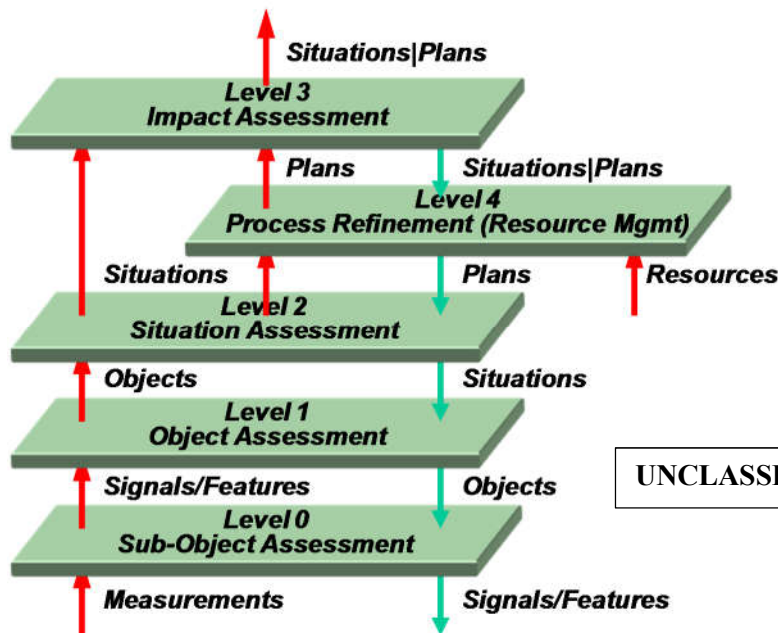 Situations|Plans
Level 3
Impact Assessment
Plans
Situations|Plans
Level 4
Process Refinement (Resource Mgmt)
Situations
Plans
Resources
Level 2
Situation Assessment
Objects
Situations
Level 1
Object Assessment
Signals/Features
Objects
Level 0
Sub-Object Assessment
Measurements
Signals/Features